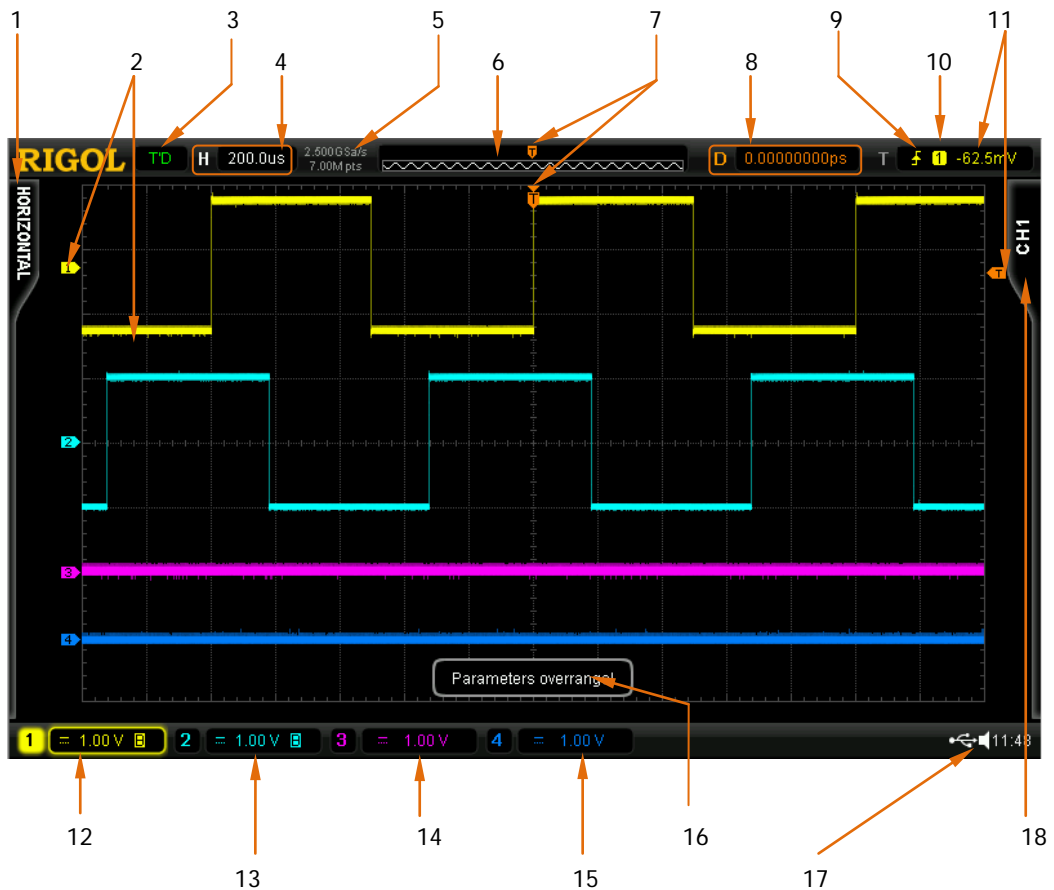 1 3 5 7 9 11
2 4 6 8 10
RIGOL T'D H 200.0us 2.500GSa/s D 0.00000000ps T 1 -62.5mV
7.00M pts
T
T
HORIZONTAL
CH1
1
T
2
3
4
Parameters overrange!
1 1.00 V B 2 1.00 V B 3 1.00 V 4 1.00 V 11:48
12 14 16 18
13 15 17